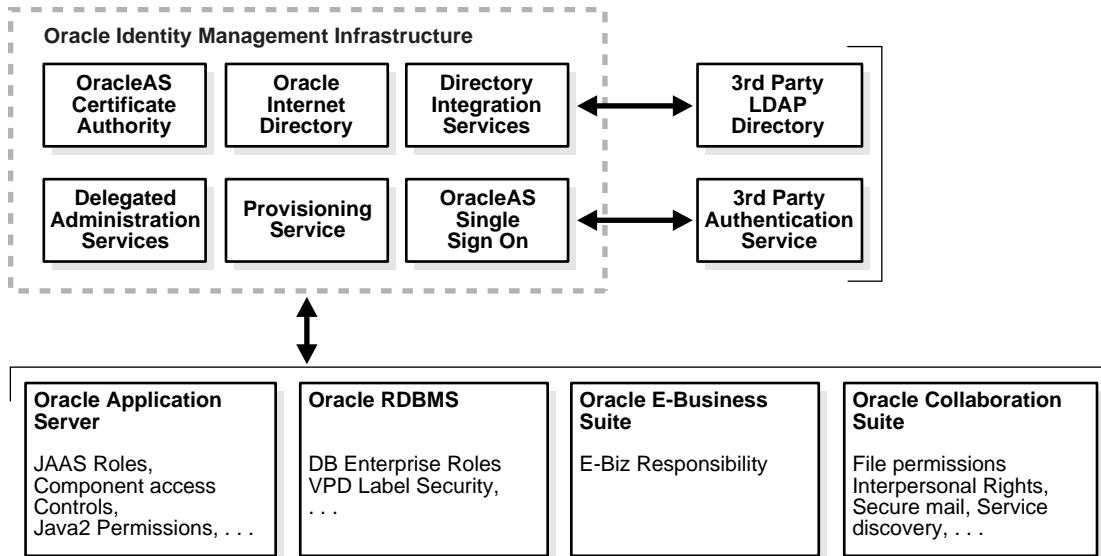 Oracle Identity Management Infrastructure
OracleAS
Certificate
Authority
Oracle
Internet
Directory
Directory
Integration
Services
3rd Party
LDAP
Directory
Delegated
Administration
Services
Provisioning
Service
OracleAS
Single
Sign On
3rd Party
Authentication
Service
Oracle Application
Server
JAAS Roles,
Component access
Controls,
Java2 Permissions, . . .
Oracle RDBMS
DB Enterprise Roles
VPD Label Security,
. . .
Oracle E-Business
Suite
E-Biz Responsibility
Oracle Collaboration
Suite
File permissions
Interpersonal Rights,
Secure mail, Service
discovery, . . .